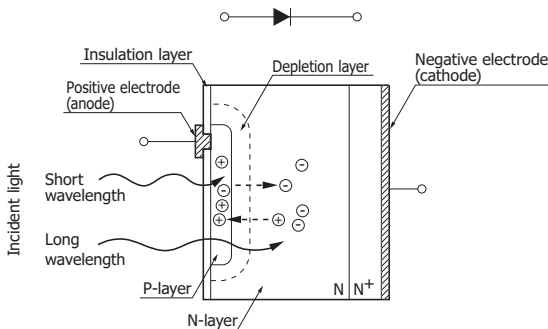 Insulation layer
Depletion layer
Negative electrode
(cathode)
Positive electrode
(anode)
Incident light
Short
wavelength
Long
wavelength
P-layer
N-layer
N N+
+
-
+
+
-
+
-
-
-